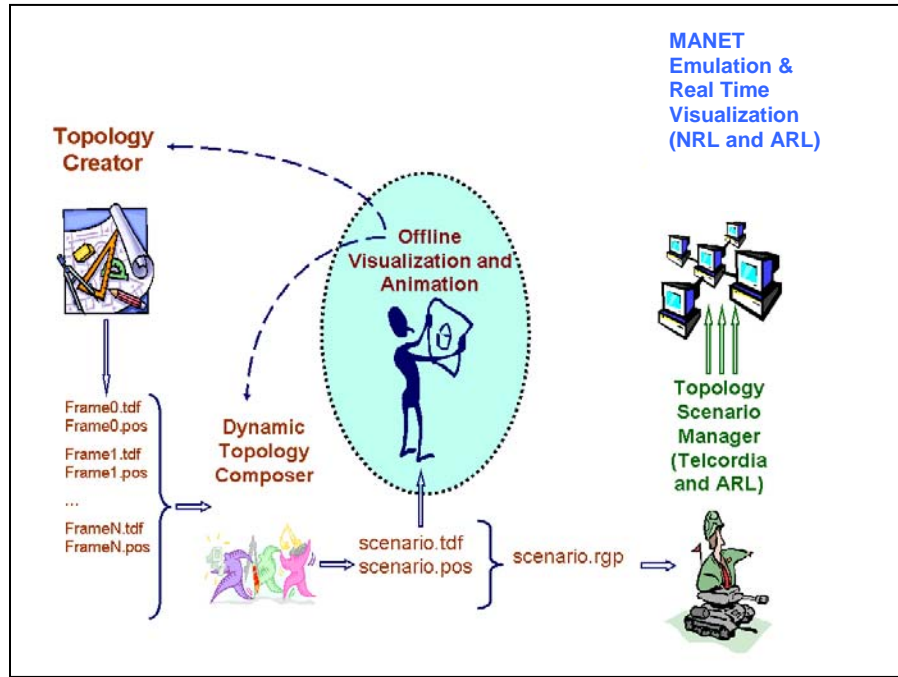 MANET
Emulation &
Real Time
Visualization
(NRL and ARL)
Topology
Creator
Offline
Visualization and
Animation
Frame0.tdf
Frame0.pos
Frame1.tdf
Frame1.pos
...
FrameN.tdf
FrameN.pos
Dynamic
Topology
Composer
scenario.tdf
scenario.pos
scenario.rgp
Topology
Scenario
Manager
(Telcordia
and ARL)